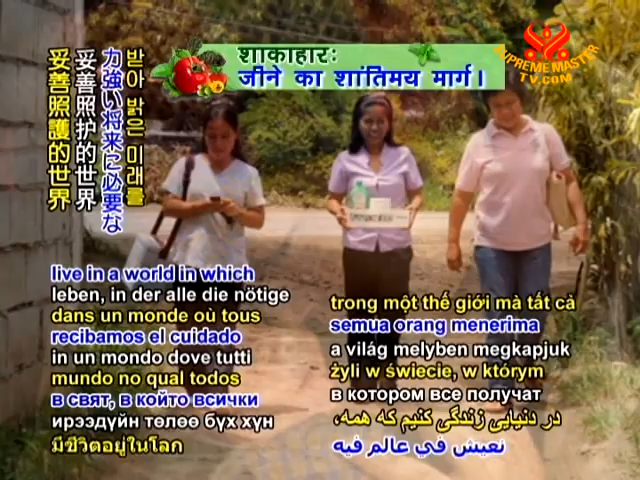 शाकाहारः
जीने का शांतिमय मार्ग।
SUPREME MASTER
TV.COM
받아 밝은 미래를
力強い将来に必要な
妥善照护的世界
妥善照護的世界
live in a world in which
leben, in der alle die nötige
dans un monde où tous
recibamos el cuidado
in un mondo dove tutti
mundo no qual todos
в свят, в който всички
ирээдүйн төлөө бүх хүн
มีชีวิตอยู่ในโลก
trong một thế giới mà tất cả
semua orang menerima
a világ melyben megkapjuk
żyli w świecie, w którym
в котором все получат
در دنیایی زندگی کنیم که همه،
نعيش في عالم فيه